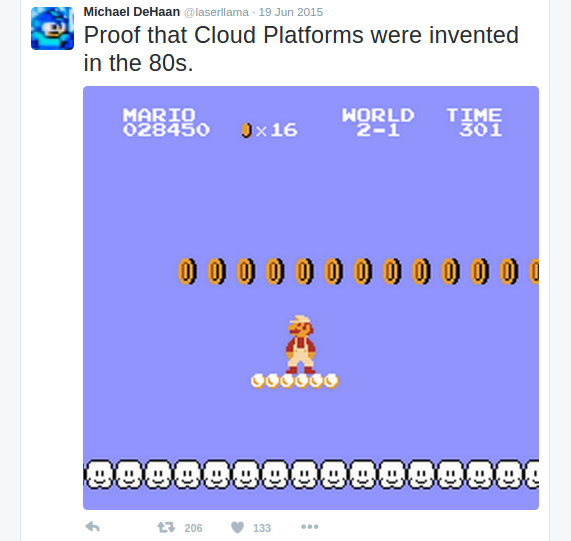 Michael DeHaan @laserllama · 19 Jun 2015
Proof that Cloud Platforms were invented
in the 80s.
MARIO WORLD TIME
028450 ×16 2-1 301
206 133